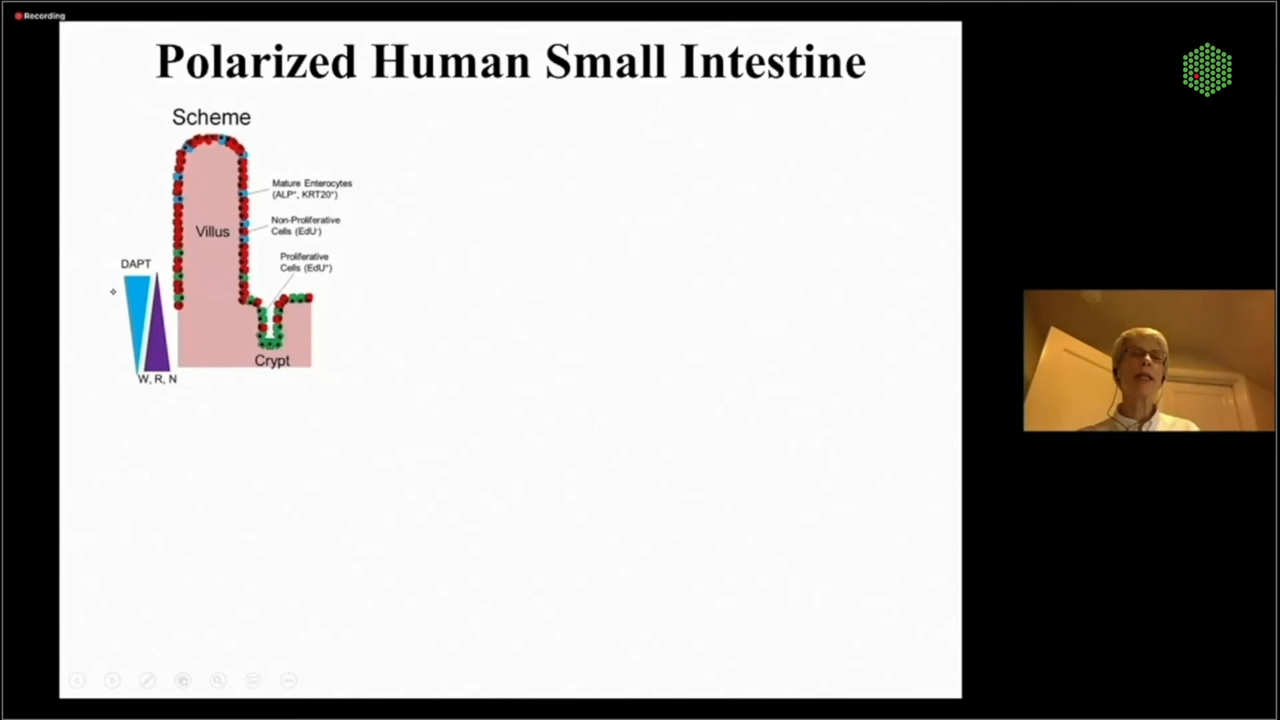 Recording
Polarized Human Small Intestine
Scheme
Mature Enterocytes
(ALP⁺, KRT20⁺)
Villus
Non-Proliferative
Cells (EdU⁻)
Proliferative
Cells (EdU⁺)
DAPT
Crypt
W, R, N